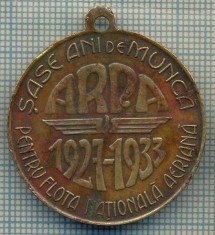 ȘASE ANI DE MUNCĂ
ARPA
1927-1933
PENTRU FLOTA NAȚIONALĂ AERIANĂ